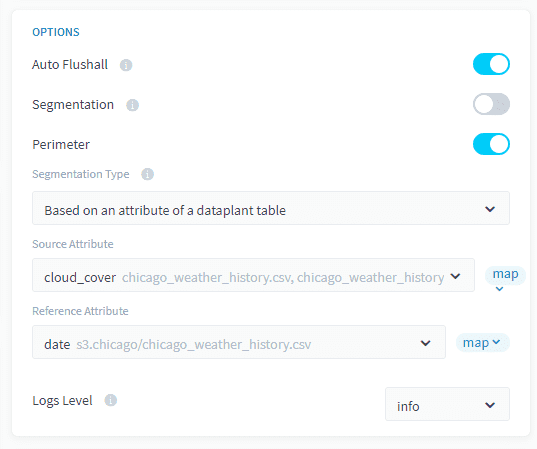 OPTIONS
Auto Flushall
Segmentation
Perimeter
Segmentation Type
Based on an attribute of a dataplant table
Source Attribute
cloud_cover chicago_weather_history.csv, chicago_weather_history map
Reference Attribute
date s3.chicago/chicago_weather_history.csv map
Logs Level info